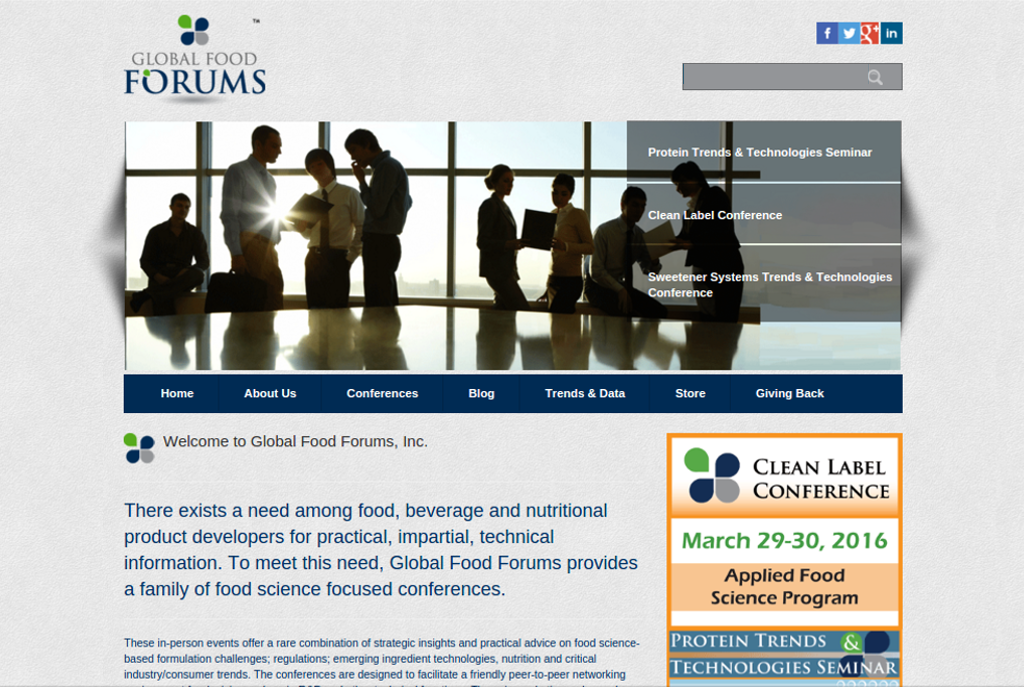 GLOBAL FOOD
FORUMS
TM
f
g+
in
Protein Trends & Technologies Seminar
Clean Label Conference
Sweetener Systems Trends & Technologies
Conference
Home About Us Conferences Blog Trends & Data Store Giving Back
Welcome to Global Food Forums, Inc.
There exists a need among food, beverage and nutritional
product developers for practical, impartial, technical
information. To meet this need, Global Food Forums provides
a family of food science focused conferences.
These in-person events offer a rare combination of strategic insights and practical advice on food science-
based formulation challenges; regulations; emerging ingredient technologies, nutrition and critical
industry/consumer trends. The conferences are designed to facilitate a friendly peer-to-peer networking
CLEAN LABEL
CONFERENCE
March 29-30, 2016
Applied Food
Science Program
PROTEIN TRENDS &
TECHNOLOGIES SEMINAR